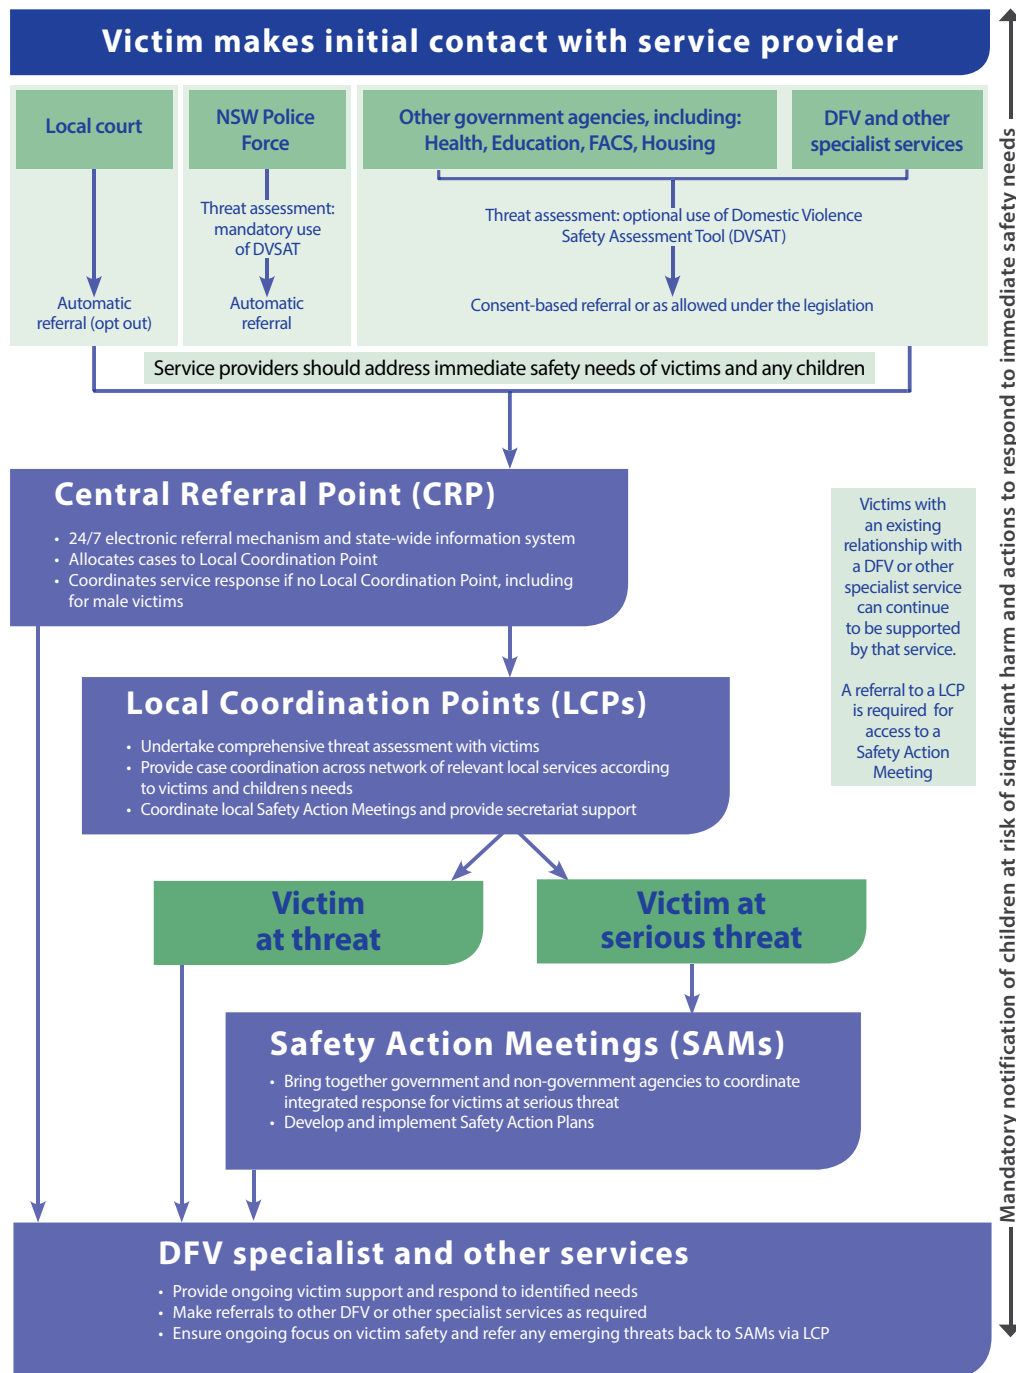 Victim makes initial contact with service provider
Local court
NSW Police
Force
Other government agencies, including:
Health, Education, FACS, Housing
DFV and other
specialist services
Threat assessment:
mandatory use
of DVSAT
Threat assessment: optional use of Domestic Violence
Safety Assessment Tool (DVSAT)
Automatic
referral (opt out)
Automatic
referral
Consent-based referral or as allowed under the legislation
Service providers should address immediate safety needs of victims and any children
Central Referral Point (CRP)
• 24/7 electronic referral mechanism and state-wide information system
• Allocates cases to Local Coordination Point
• Coordinates service response if no Local Coordination Point, including
for male victims
Victims with
an existing
relationship with
a DFV or other
specialist service
can continue
to be supported
by that service.
A referral to a LCP
is required for
access to a
Safety Action
Meeting
Local Coordination Points (LCPs)
• Undertake comprehensive threat assessment with victims
• Provide case coordination across network of relevant local services according
to victims and childrens needs
• Coordinate local Safety Action Meetings and provide secretariat support
Victim
at threat
Victim at
serious threat
Safety Action Meetings (SAMs)
• Bring together government and non-government agencies to coordinate
integrated response for victims at serious threat
• Develop and implement Safety Action Plans
DFV specialist and other services
• Provide ongoing victim support and respond to identified needs
• Make referrals to other DFV or other specialist services as required
• Ensure ongoing focus on victim safety and refer any emerging threats back to SAMs via LCP
Mandatory notification of children at risk of significant harm and actions to respond to immediate safety needs